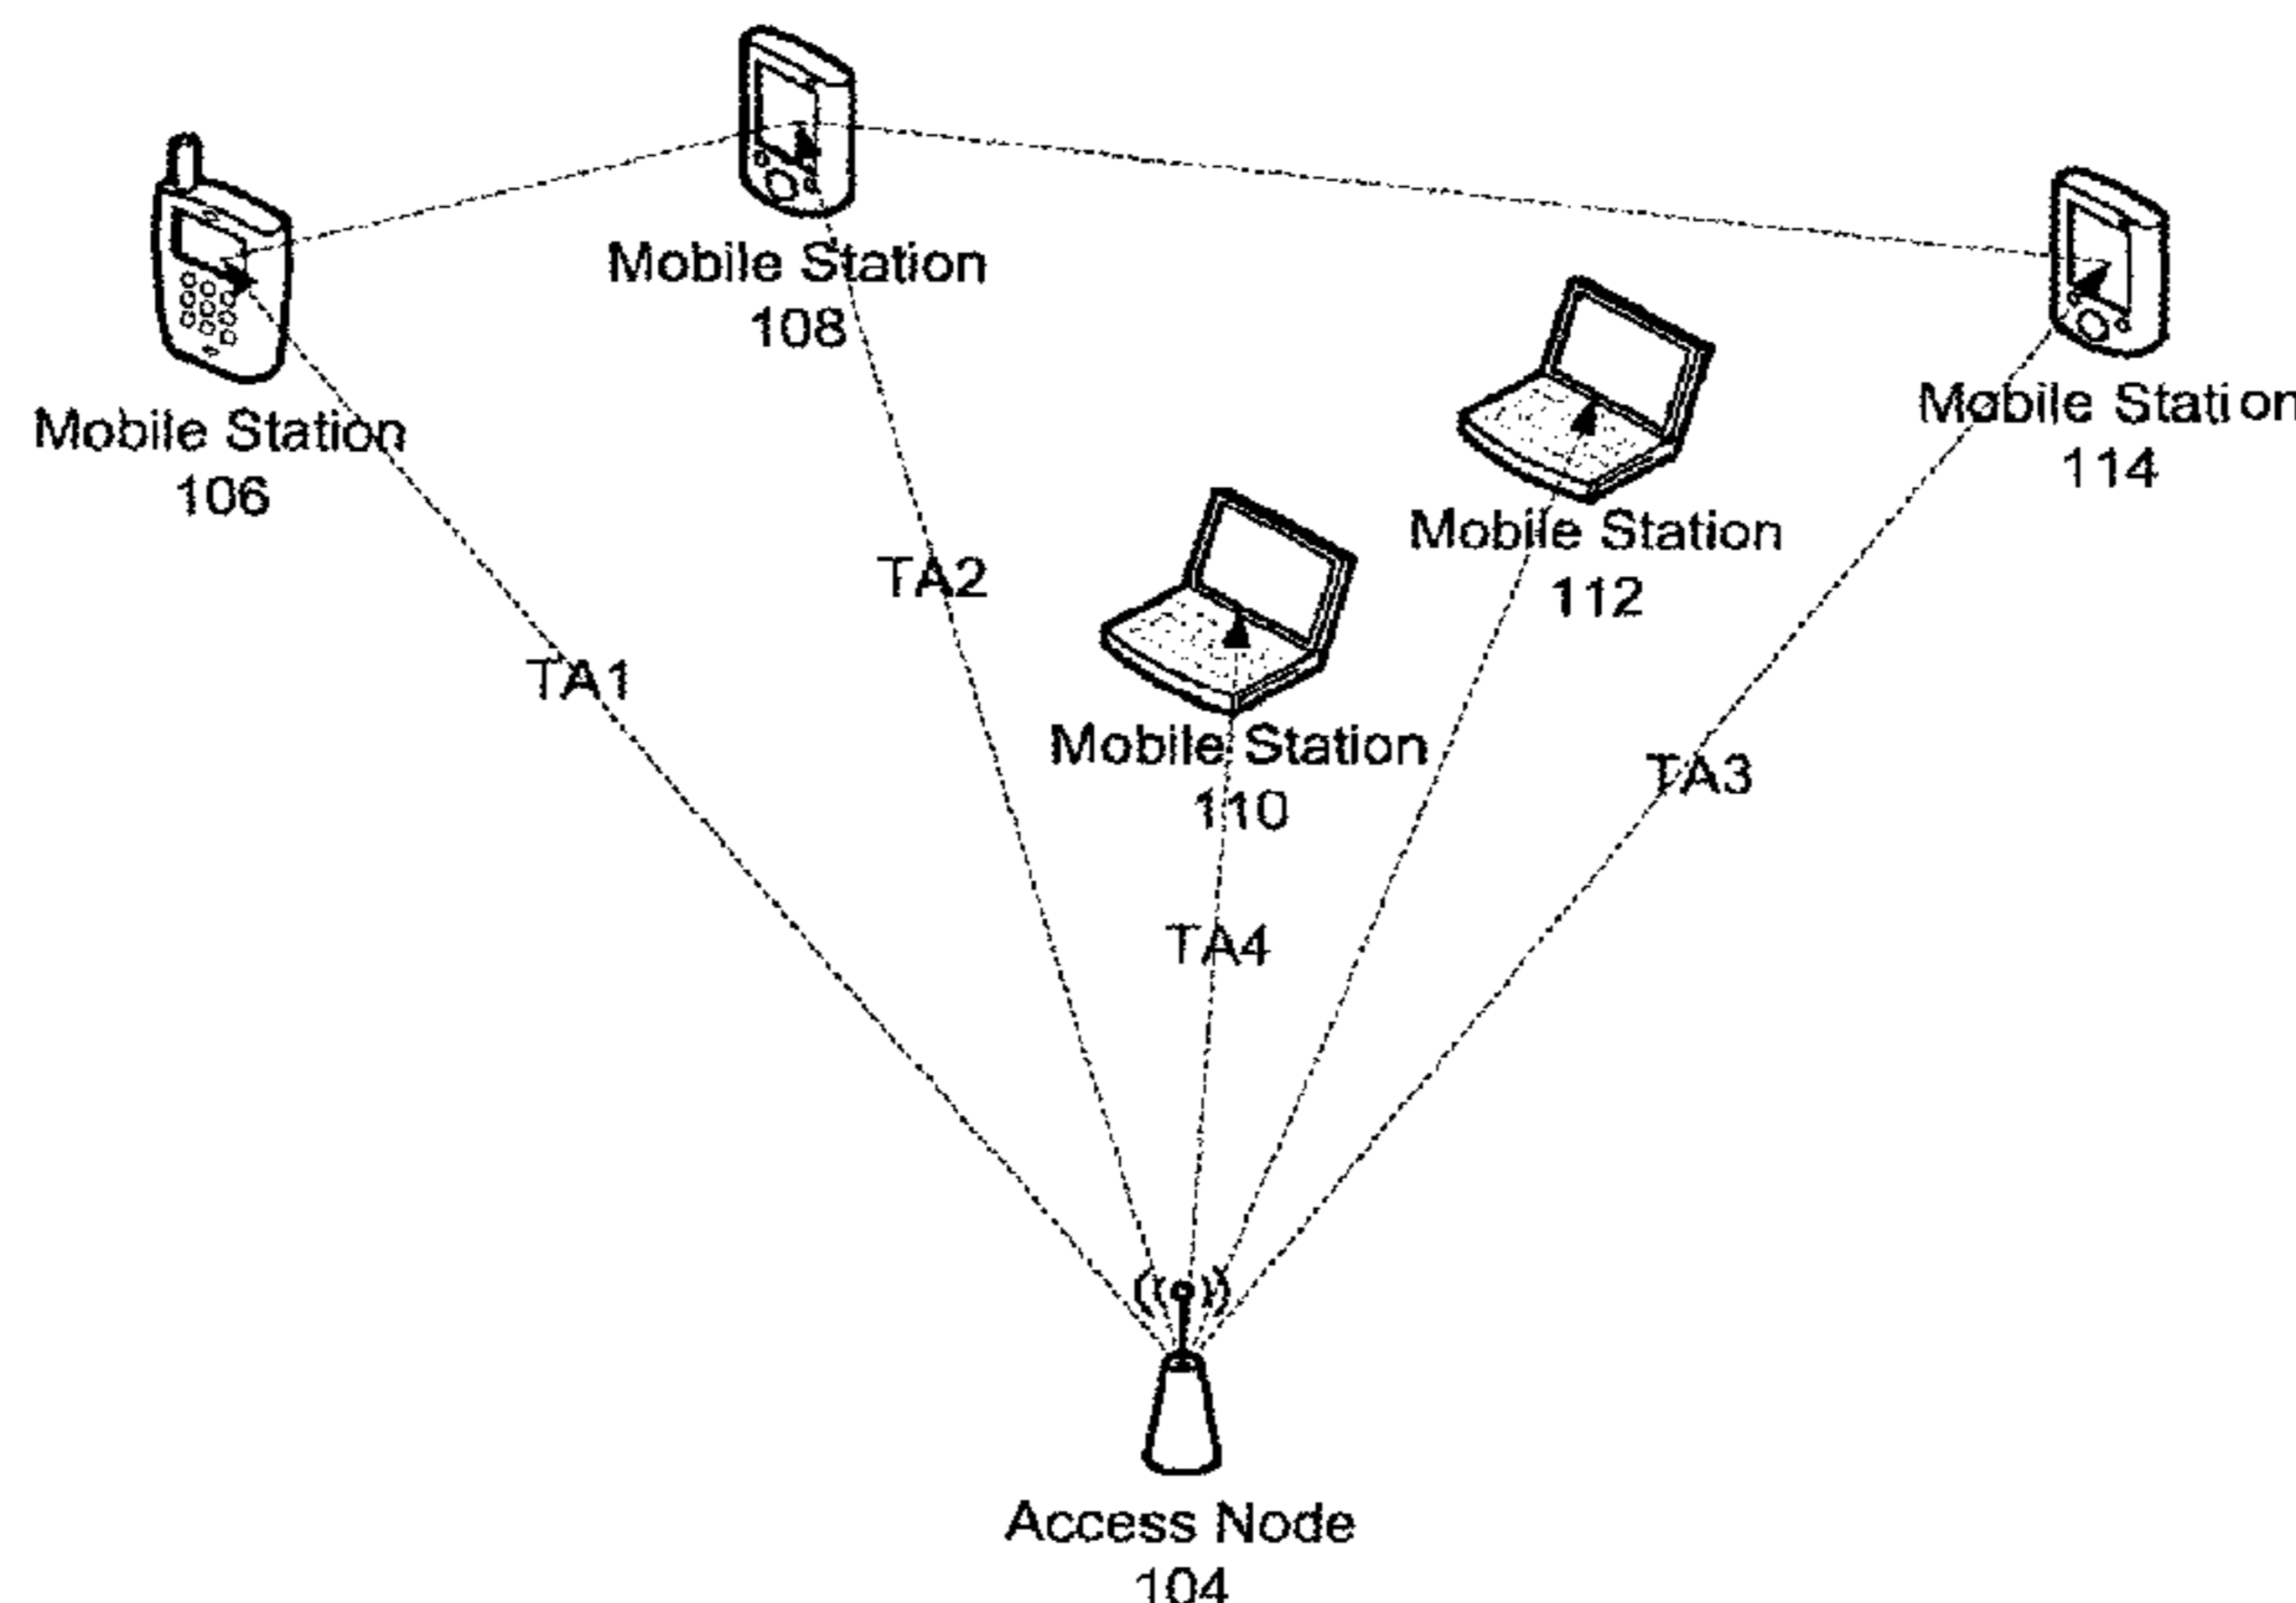 Mobile Station
108
Mobile Station
106
Mobile Station
114
Mobile Station
112
TA2
TA1
Mobile Station
110
TA3
TA4
Access Node
104